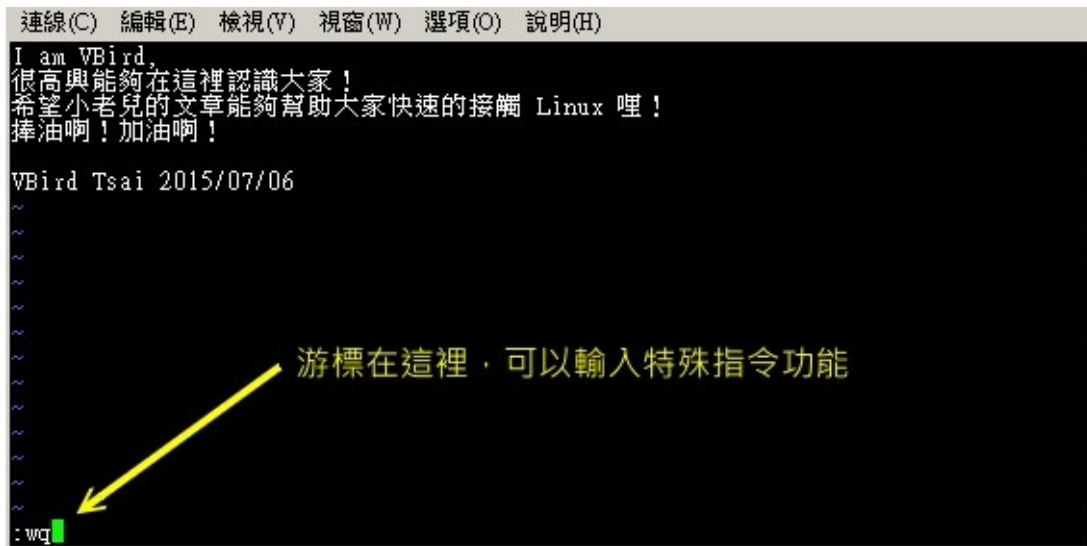 連線(C) 編輯(E) 檢視(V) 視窗(W) 選項(O) 說明(H)
I am VBird,
很高興能夠在這裡認識大家！
希望小老兒的文章能夠幫助大家快速的接觸 Linux 哩！
捧油啊！加油啊！
VBird Tsai 2015/07/06
~
~
~
~
~
~
~
~
~
~
~
~
~
游標在這裡，可以輸入特殊指令功能
:wq